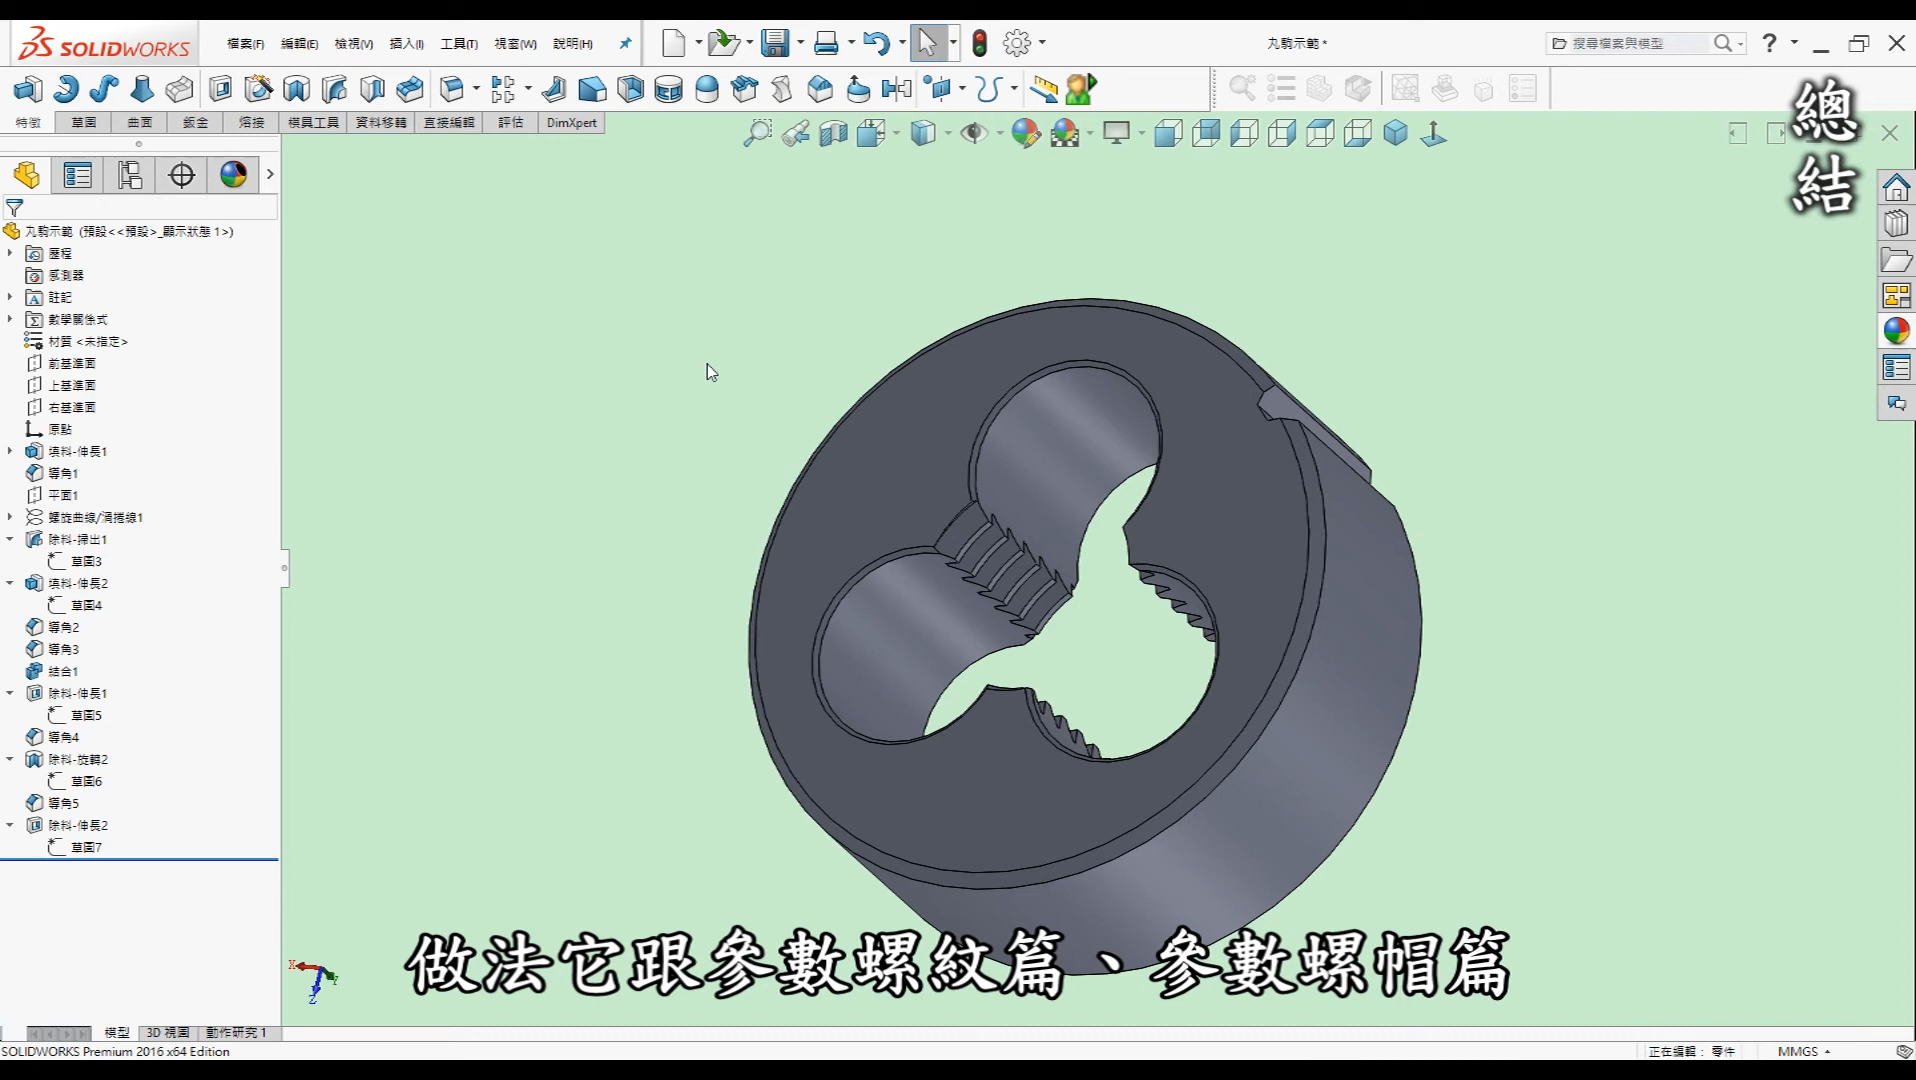 SOLIDWORKS
檔案(F) 編輯(E) 檢視(V) 插入(I) 工具(T) 視窗(W) 說明(H)
丸駒示範 *
搜尋檔案與模型
特徵 草圖 曲面 鈑金 熔接 模具工具 資料移轉 直接編輯 評估 DimXpert
總結
丸駒示範 (預設<<預設>_顯示狀態 1>)
歷程
感測器
註記
數學關係式
材質 <未指定>
前基準面
上基準面
右基準面
原點
填料-伸長1
導角1
平面1
螺旋曲線/渦捲線1
除料-掃出1
草圖3
填料-伸長2
草圖4
導角2
導角3
結合1
除料-伸長1
草圖5
導角4
除料-旋轉2
草圖6
導角5
除料-伸長2
草圖7
X Y Z
做法它跟參數螺紋篇、參數螺帽篇
模型 3D 視圖 動作研究 1
SOLIDWORKS Premium 2016 x64 Edition
正在編輯： 零件 MMGS